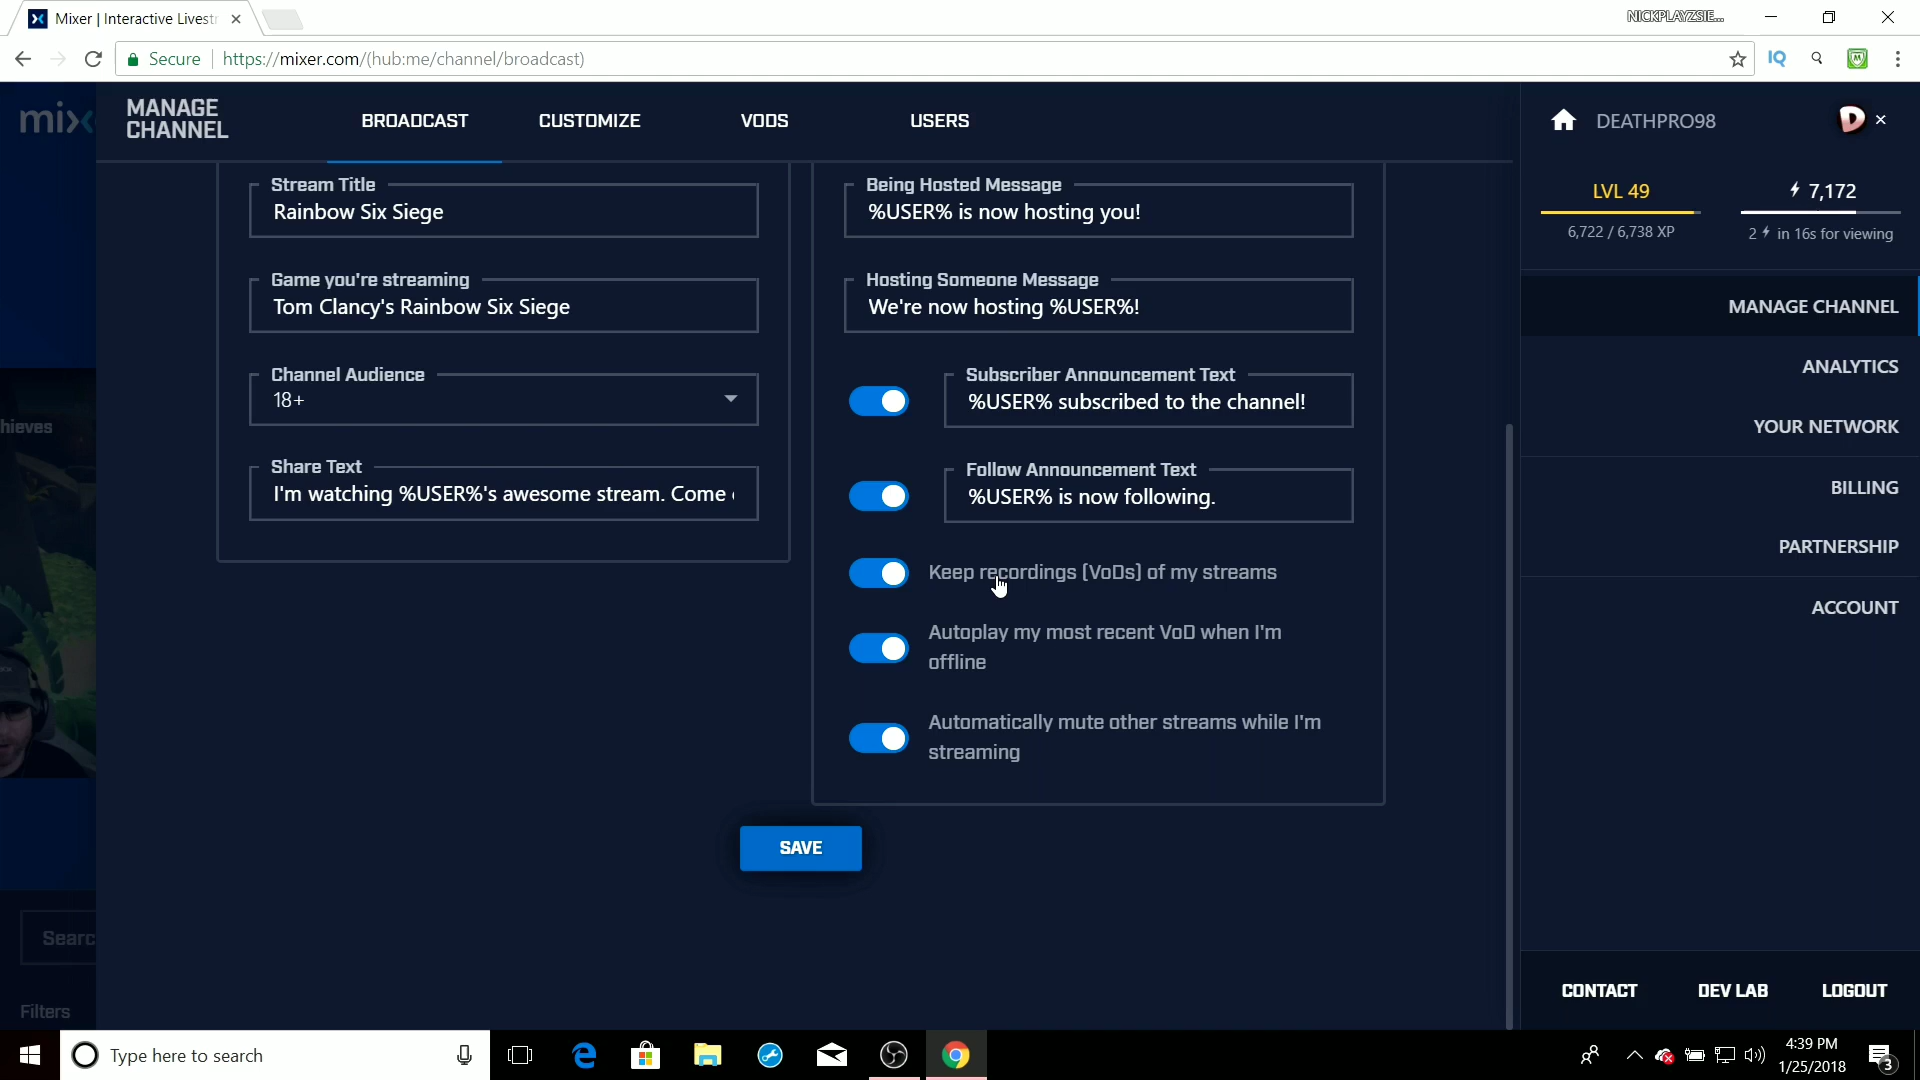 Mixer | Interactive Livestr
NICKPLAYZSIE...
Secure
https://mixer.com/(hub:me/channel/broadcast)
IQ
mix
MANAGE
CHANNEL
BROADCAST
CUSTOMIZE
VODS
USERS
DEATHPRO98
Stream Title
Rainbow Six Siege
Game you're streaming
Tom Clancy's Rainbow Six Siege
Channel Audience
18+
Share Text
I'm watching %USER%'s awesome stream. Come
Being Hosted Message
%USER% is now hosting you!
Hosting Someone Message
We're now hosting %USER%!
Subscriber Announcement Text
%USER% subscribed to the channel!
Follow Announcement Text
%USER% is now following.
Keep recordings [VoDs] of my streams
Autoplay my most recent VoD when I'm
offline
Automatically mute other streams while I'm
streaming
SAVE
LVL 49
7,172
6,722 / 6,738 XP
2 in 16s for viewing
MANAGE CHANNEL
ANALYTICS
YOUR NETWORK
BILLING
PARTNERSHIP
ACCOUNT
CONTACT
DEV LAB
LOGOUT
hieves
Searc
Filters
Type here to search
4:39 PM
1/25/2018
3